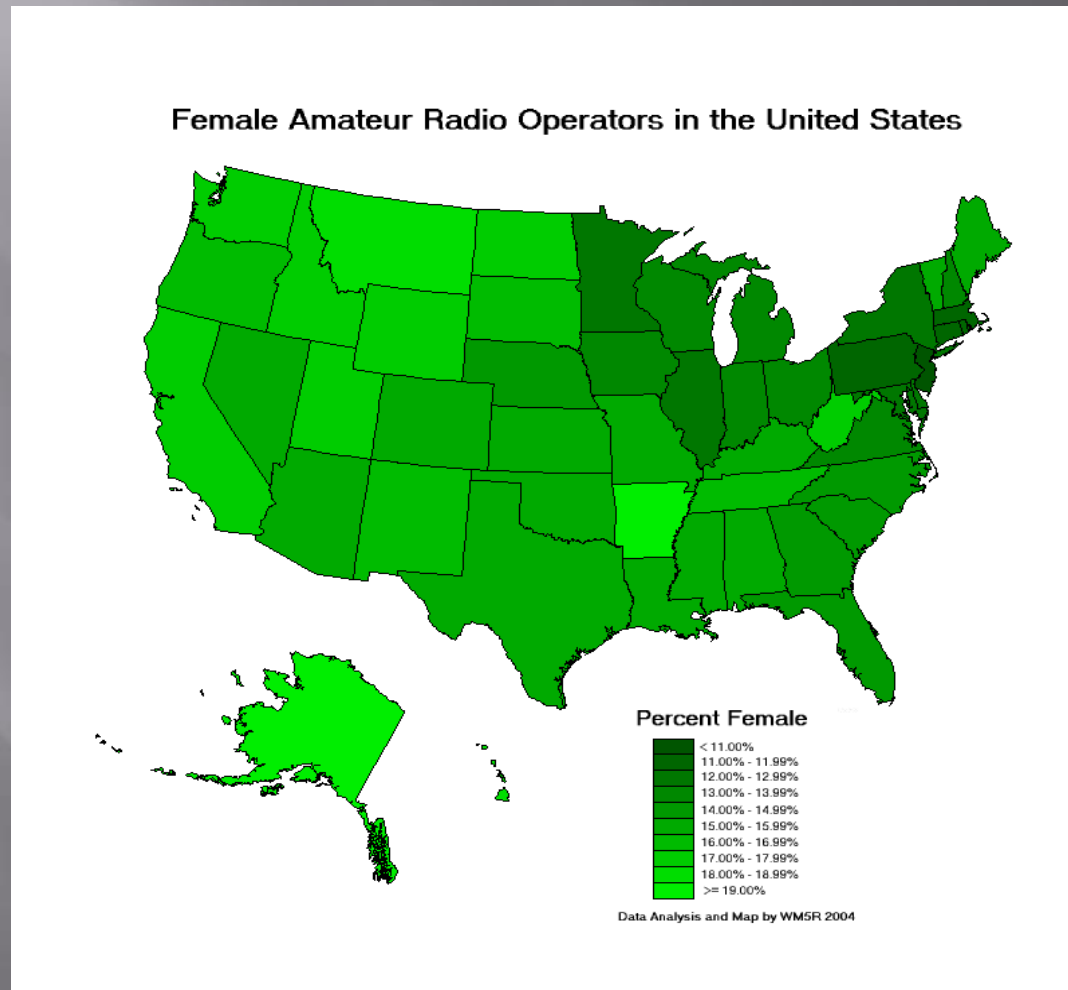 Female Amateur Radio Operators in the United States
Percent Female
< 11.00%
11.00% - 11.99%
12.00% - 12.99%
13.00% - 13.99%
14.00% - 14.99%
15.00% - 15.99%
16.00% - 16.99%
17.00% - 17.99%
18.00% - 18.99%
>= 19.00%
Data Analysis and Map by WM5R 2004